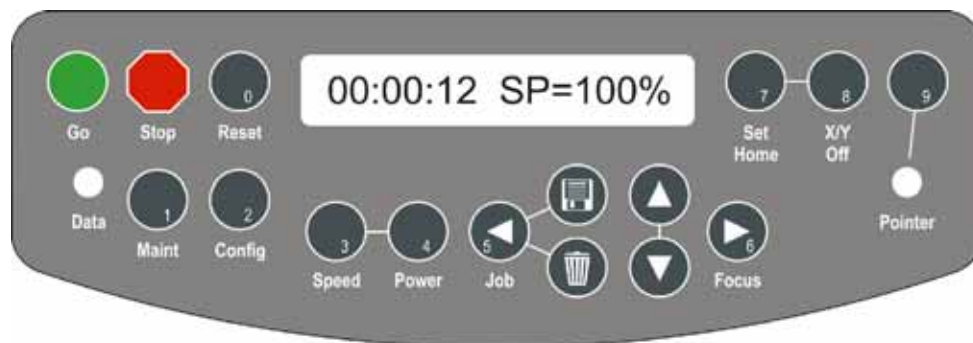 00:00:12 SP=100%
0
7
8
9
Go
Stop
Reset
Set
Home
X/Y
Off
Data
1
2
Maint
Config
Pointer
3
4
5
6
Speed
Power
Job
Focus